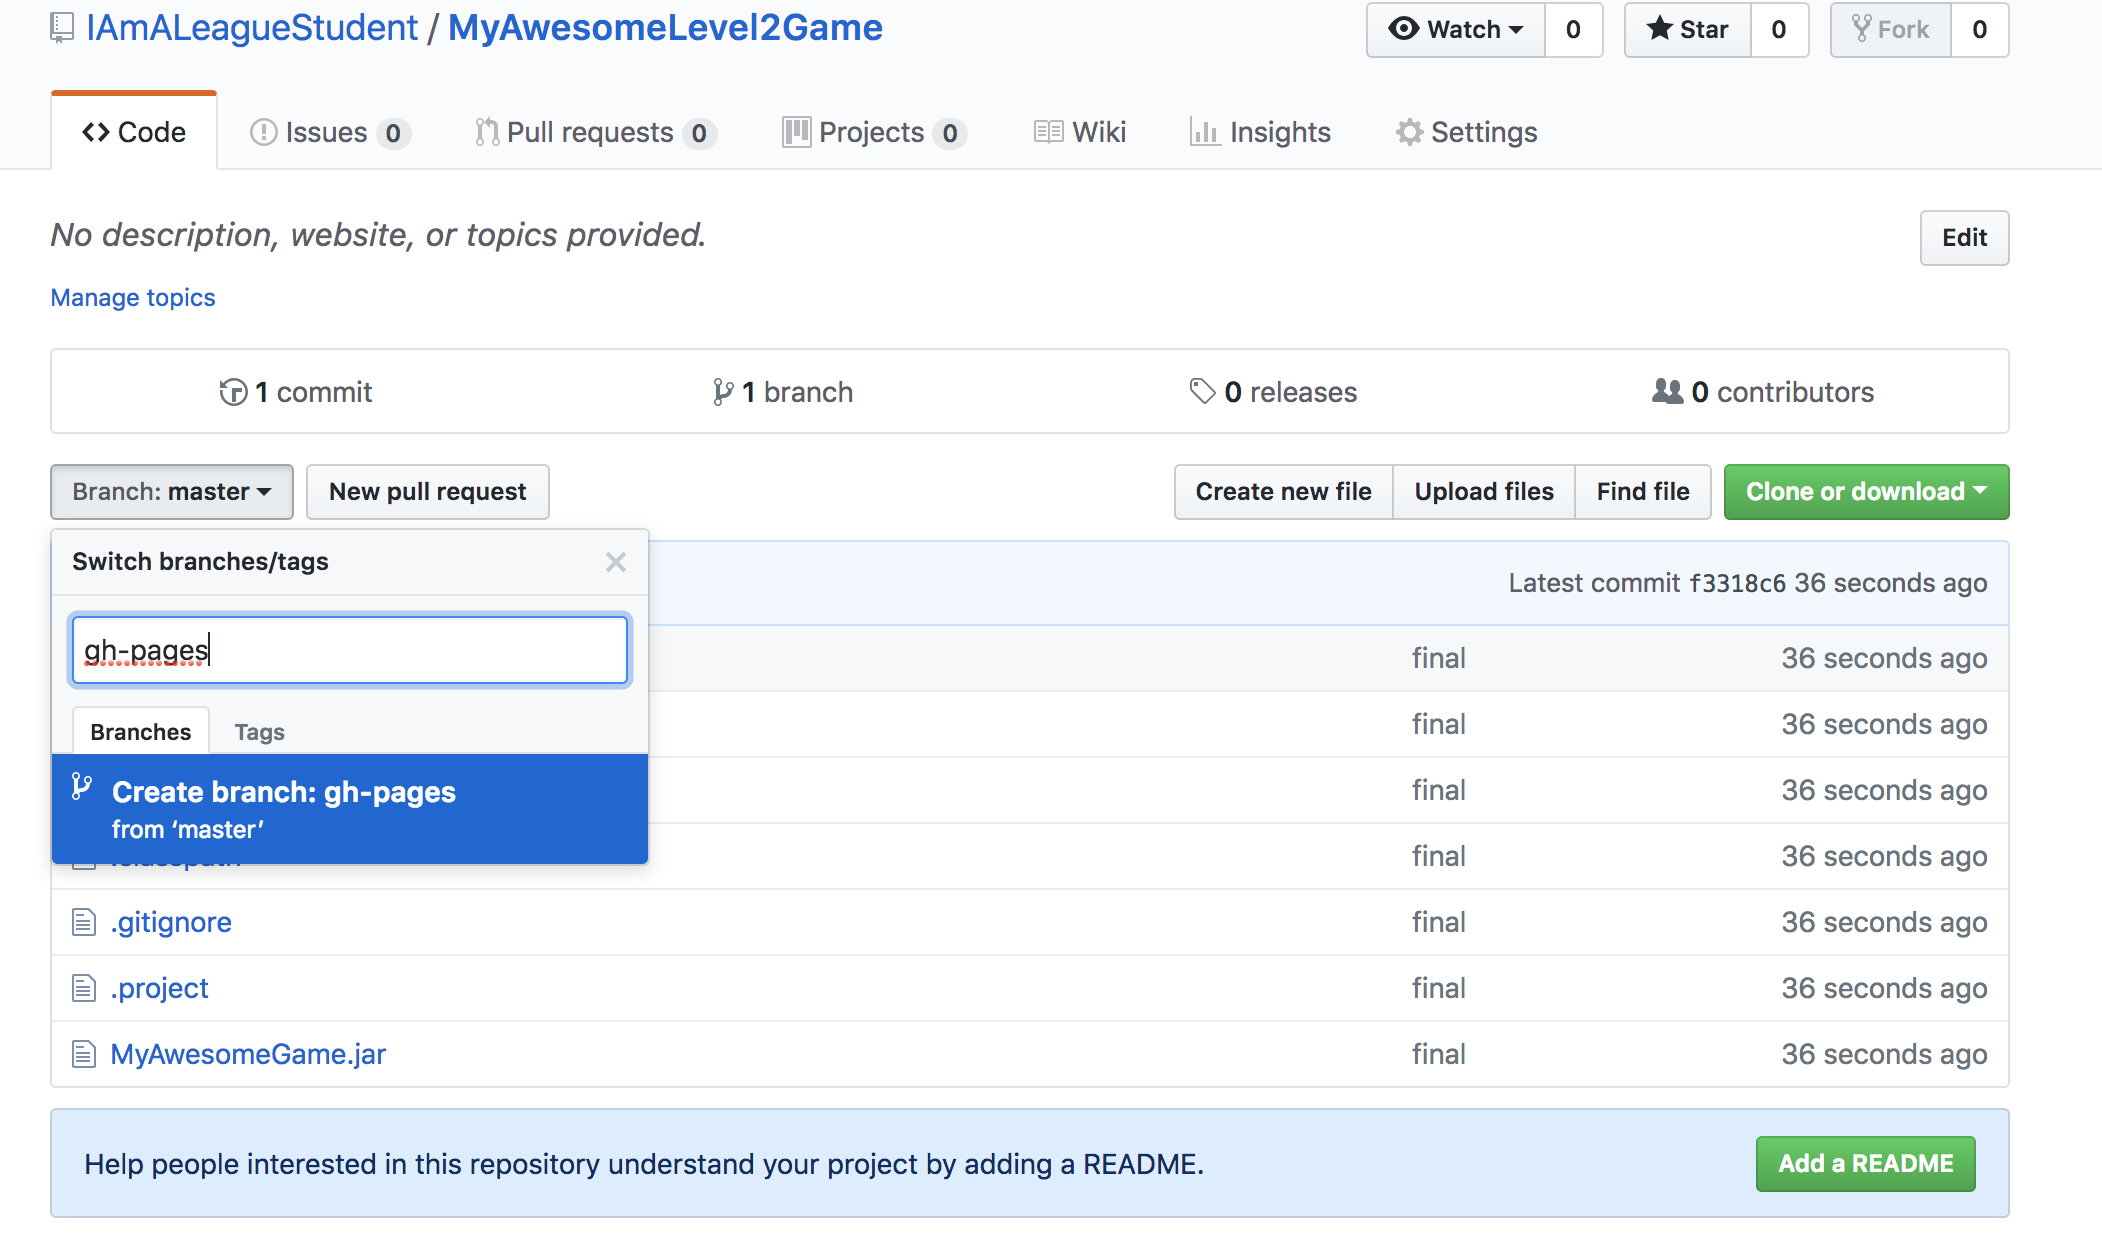 IAmALeagueStudent / MyAwesomeLevel2Game
Watch 0 Star 0 Fork 0
Code Issues 0 Pull requests 0 Projects 0 Wiki Insights Settings
No description, website, or topics provided.
Edit
Manage topics
1 commit 1 branch 0 releases 0 contributors
Branch: master New pull request Create new file Upload files Find file Clone or download
Switch branches/tags
Latest commit f3318c6 36 seconds ago
gh-pages
final 36 seconds ago
Branches Tags
final 36 seconds ago
Create branch: gh-pages
from ‘master’
final 36 seconds ago
final 36 seconds ago
.gitignore final 36 seconds ago
.project final 36 seconds ago
MyAwesomeGame.jar final 36 seconds ago
Help people interested in this repository understand your project by adding a README.
Add a README